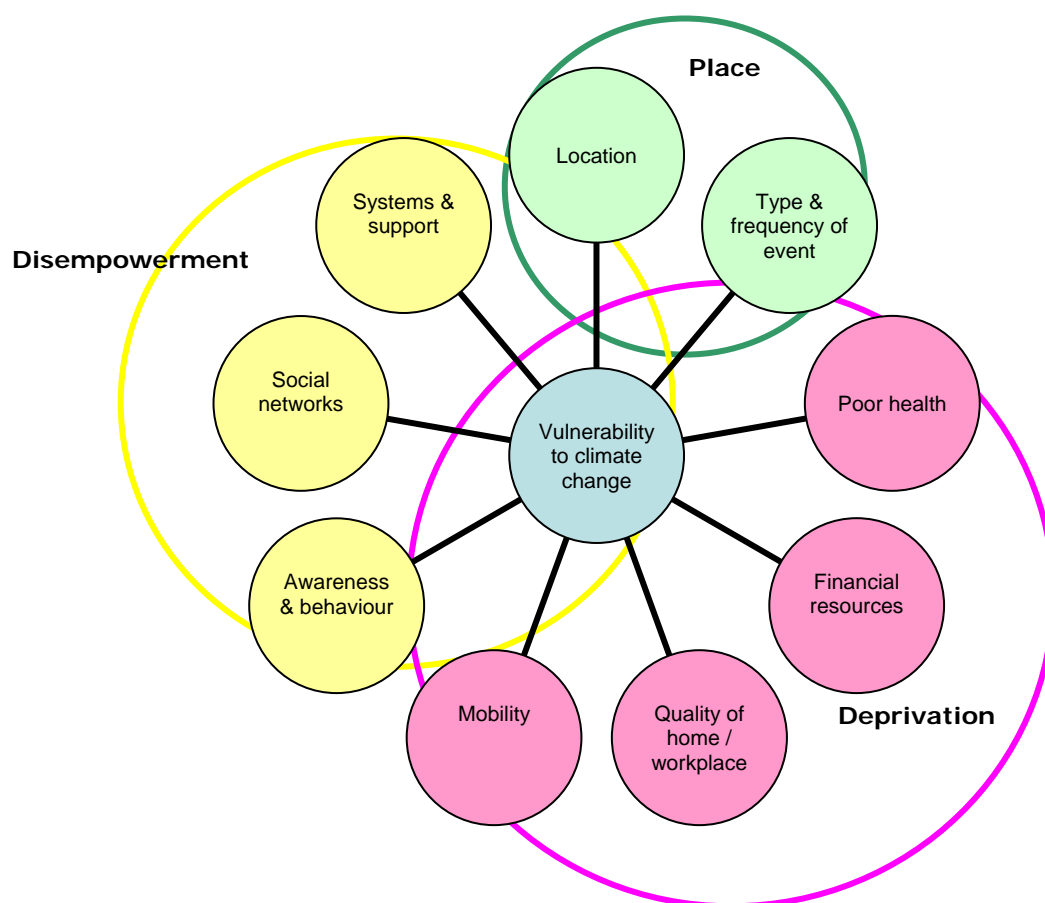 Place
Location
Systems &
support
Type &
frequency of
event
Disempowerment
Social
networks
Poor health
Vulnerability
to climate
change
Awareness
& behaviour
Financial
resources
Mobility
Quality of
home /
workplace
Deprivation